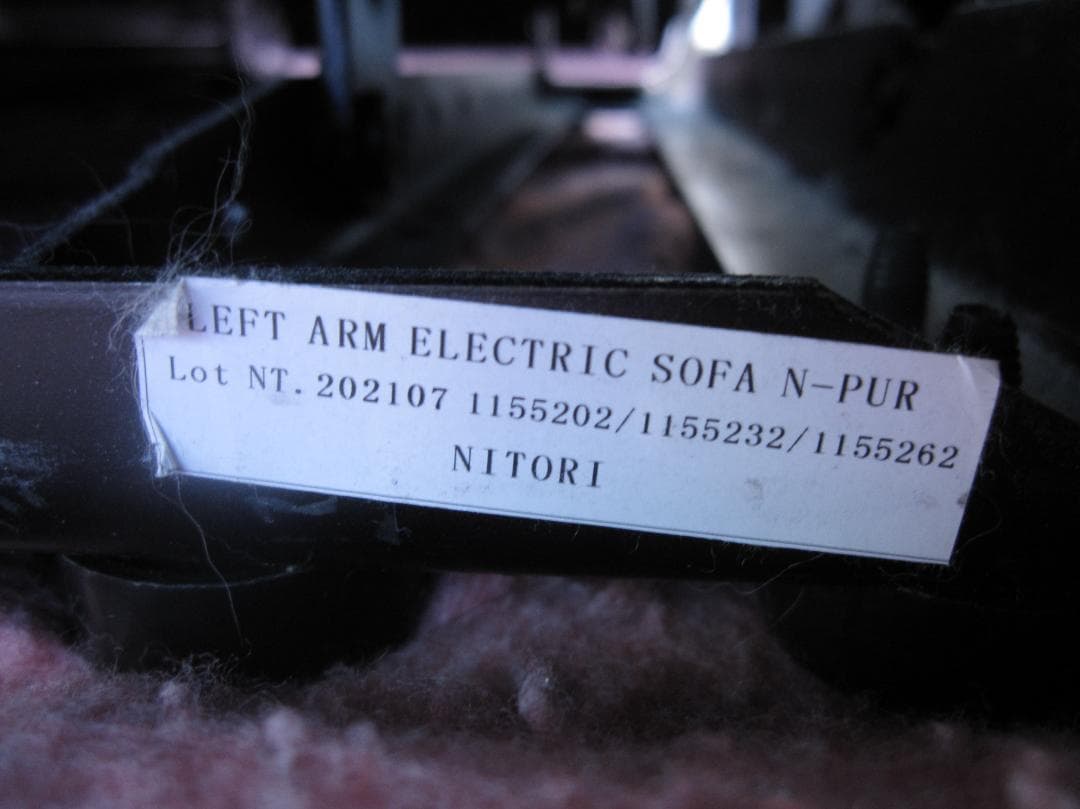 LEFT ARM ELECTRIC SOFA N-PUR
Lot NT. 202107 1155202/1155232/1155262
NITORI